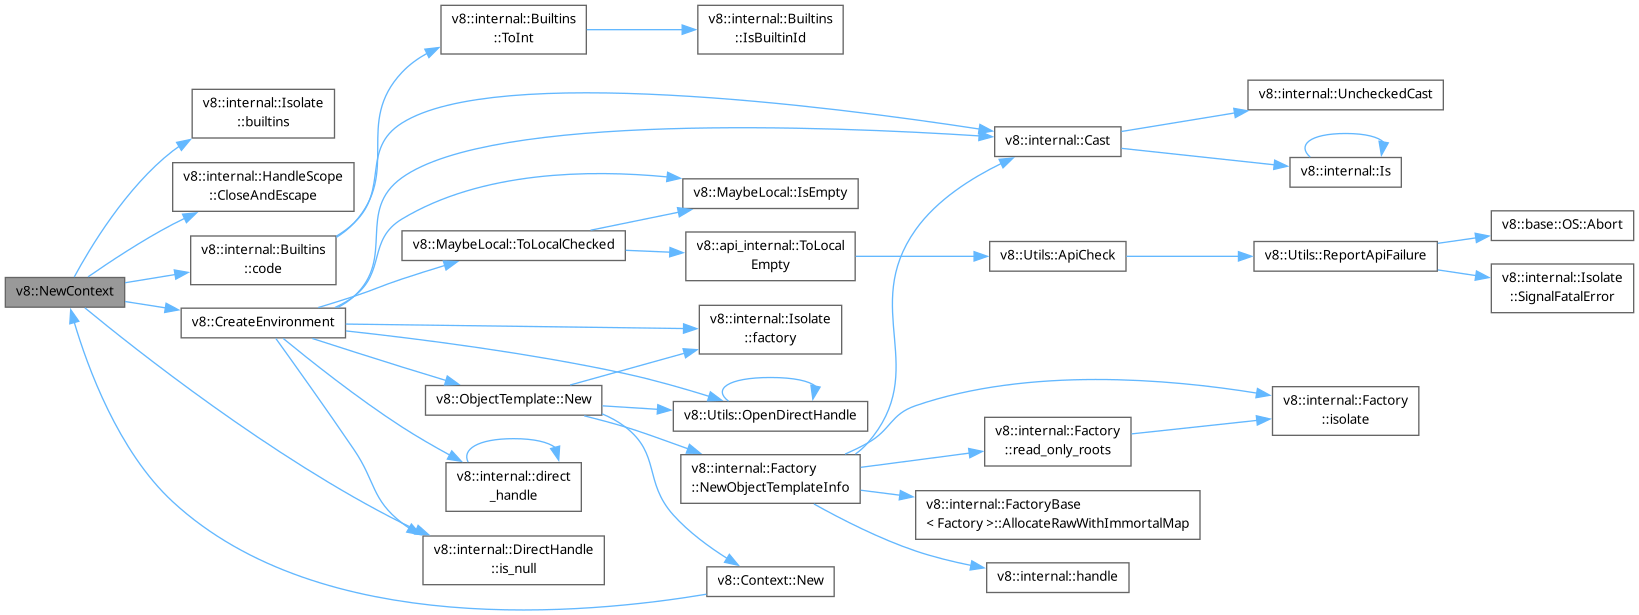 v8::internal::Builtins
::ToInt
v8::internal::Builtins
::IsBuiltinId
v8::internal::Isolate
::builtins
v8::internal::UncheckedCast
v8::internal::Cast
v8::internal::Is
v8::internal::HandleScope
::CloseAndEscape
v8::MaybeLocal::IsEmpty
v8::base::OS::Abort
v8::internal::Builtins
::code
v8::MaybeLocal::ToLocalChecked
v8::api_internal::ToLocal
Empty
v8::Utils::ApiCheck
v8::Utils::ReportApiFailure
v8::internal::Isolate
::SignalFatalError
v8::NewContext
v8::CreateEnvironment
v8::internal::Isolate
::factory
v8::ObjectTemplate::New
v8::Utils::OpenDirectHandle
v8::internal::Factory
::isolate
v8::internal::Factory
::read_only_roots
v8::internal::Factory
::NewObjectTemplateInfo
v8::internal::direct
_handle
v8::internal::FactoryBase
< Factory >::AllocateRawWithImmortalMap
v8::internal::DirectHandle
::is_null
v8::Context::New
v8::internal::handle